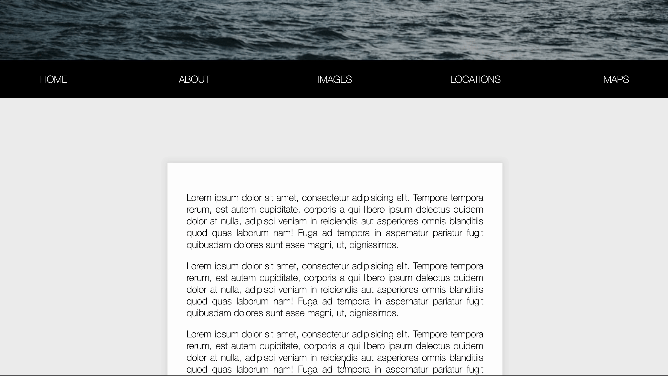 HOME ABOUT IMAGES LOCATIONS MAPS
Lorem ipsum dolor sit amet, consectetur adipisicing elit. Tempore tempora
rerum, est autem cupiditate, corporis a qui libero ipsum delectus quidem
dolor at nulla, adipisci veniam in reiciendis aut asperiores omnis blanditiis
quod quas laborum nam! Fuga ad tempora in aspernatur pariatur fugit
quibusdam dolores sunt esse magni, ut, dignissimos.
Lorem ipsum dolor sit amet, consectetur adipisicing elit. Tempore tempora
rerum, est autem cupiditate, corporis a qui libero ipsum delectus quidem
dolor at nulla, adipisci veniam in reiciendis aut asperiores omnis blanditiis
quod quas laborum nam! Fuga ad tempora in aspernatur pariatur fugit
quibusdam dolores sunt esse magni, ut, dignissimos.
Lorem ipsum dolor sit amet, consectetur adipisicing elit. Tempore tempora
rerum, est autem cupiditate, corporis a qui libero ipsum delectus quidem
dolor at nulla, adipisci veniam in reiciendis aut asperiores omnis blanditiis
quod quas laborum nam! Fuga ad tempora in aspernatur pariatur fugit